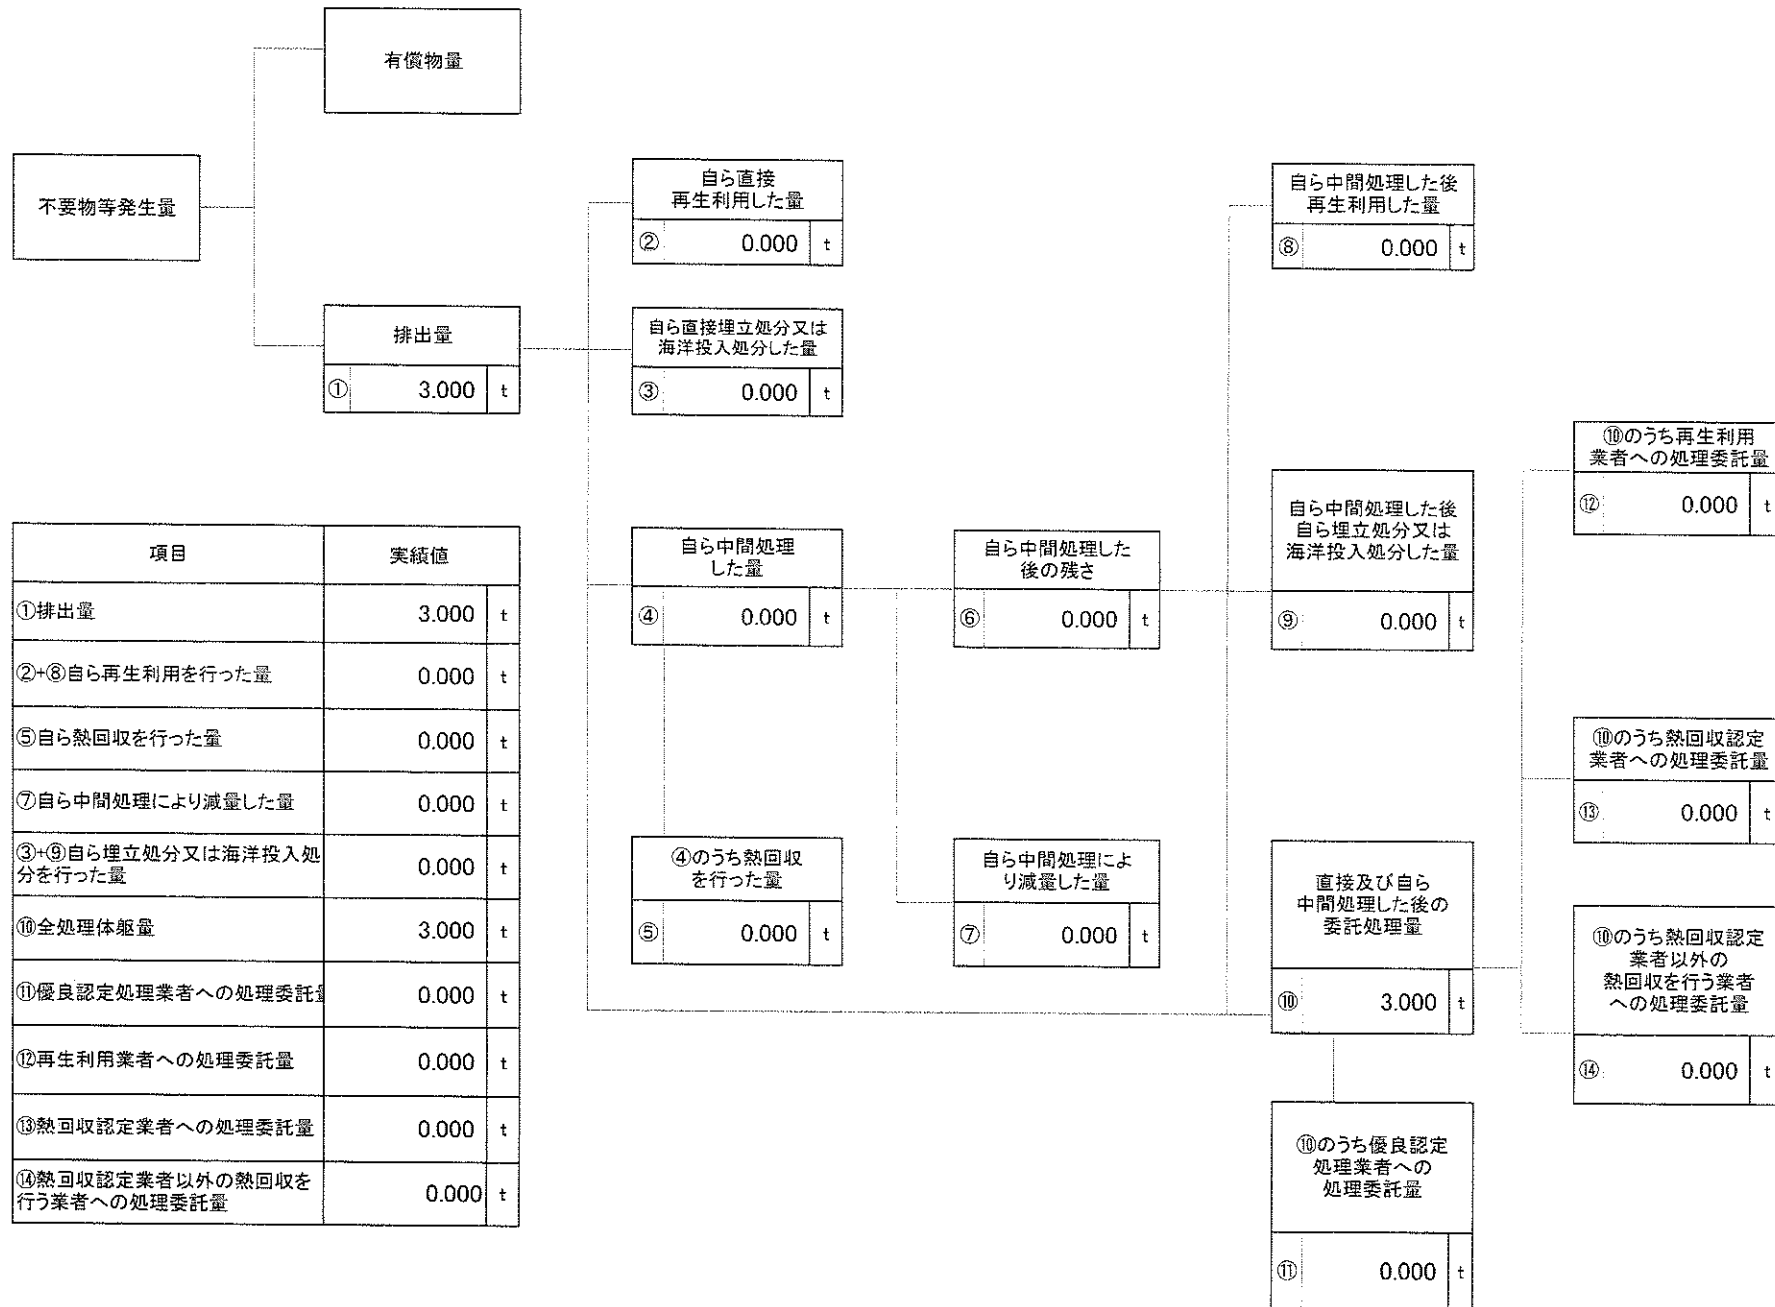 有償物量
不要物等発生量
排出量
① 3.000 t
自ら直接
再生利用した量
② 0.000 t
自ら直接埋立処分又は
海洋投入処分した量
③ 0.000 t
自ら中間処理
した量
④ 0.000 t
④のうち熱回収
を行った量
⑤ 0.000 t
自ら中間処理した
後の残さ
⑥ 0.000 t
自ら中間処理によ
り減量した量
⑦ 0.000 t
自ら中間処理した後
再生利用した量
⑧ 0.000 t
自ら中間処理した後
自ら埋立処分又は
海洋投入処分した量
⑨ 0.000 t
直接及び自ら
中間処理した後の
委託処理量
⑩ 3.000 t
⑩のうち優良認定
処理業者への
処理委託量
⑪ 0.000 t
⑩のうち再生利用
業者への処理委託量
⑫ 0.000 t
⑩のうち熱回収認定
業者への処理委託量
⑬ 0.000 t
⑩のうち熱回収認定
業者以外の
熱回収を行う業者
への処理委託量
⑭ 0.000 t
項目 実績値
①排出量 3.000 t
②+⑧自ら再生利用を行った量 0.000 t
⑤自ら熱回収を行った量 0.000 t
⑦自ら中間処理により減量した量 0.000 t
③+⑨自ら埋立処分又は海洋投入処
分を行った量 0.000 t
⑩全処理体躯量 3.000 t
⑪優良認定処理業者への処理委託量 0.000 t
⑫再生利用業者への処理委託量 0.000 t
⑬熱回収認定業者への処理委託量 0.000 t
⑭熱回収認定業者以外の熱回収を
行う業者への処理委託量 0.000 t